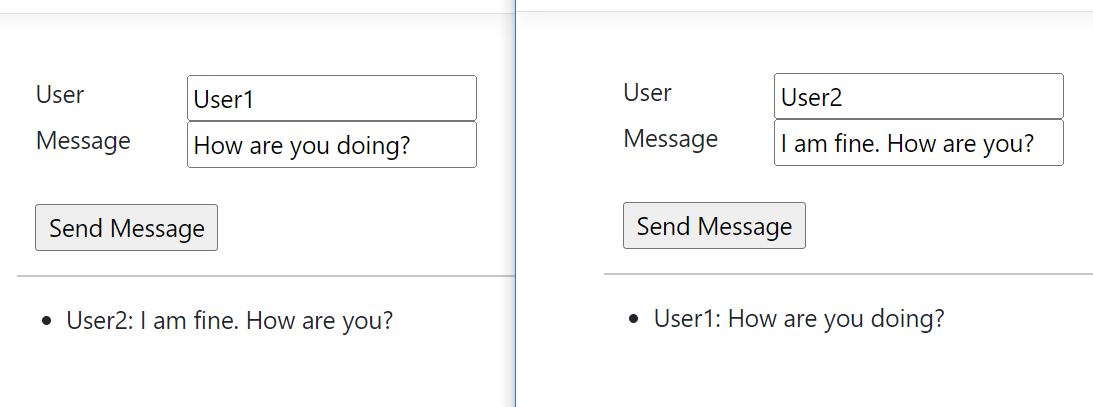 User
User1
Message
How are you doing?
Send Message
User2: I am fine. How are you?
User
User2
Message
I am fine. How are you?
Send Message
User1: How are you doing?